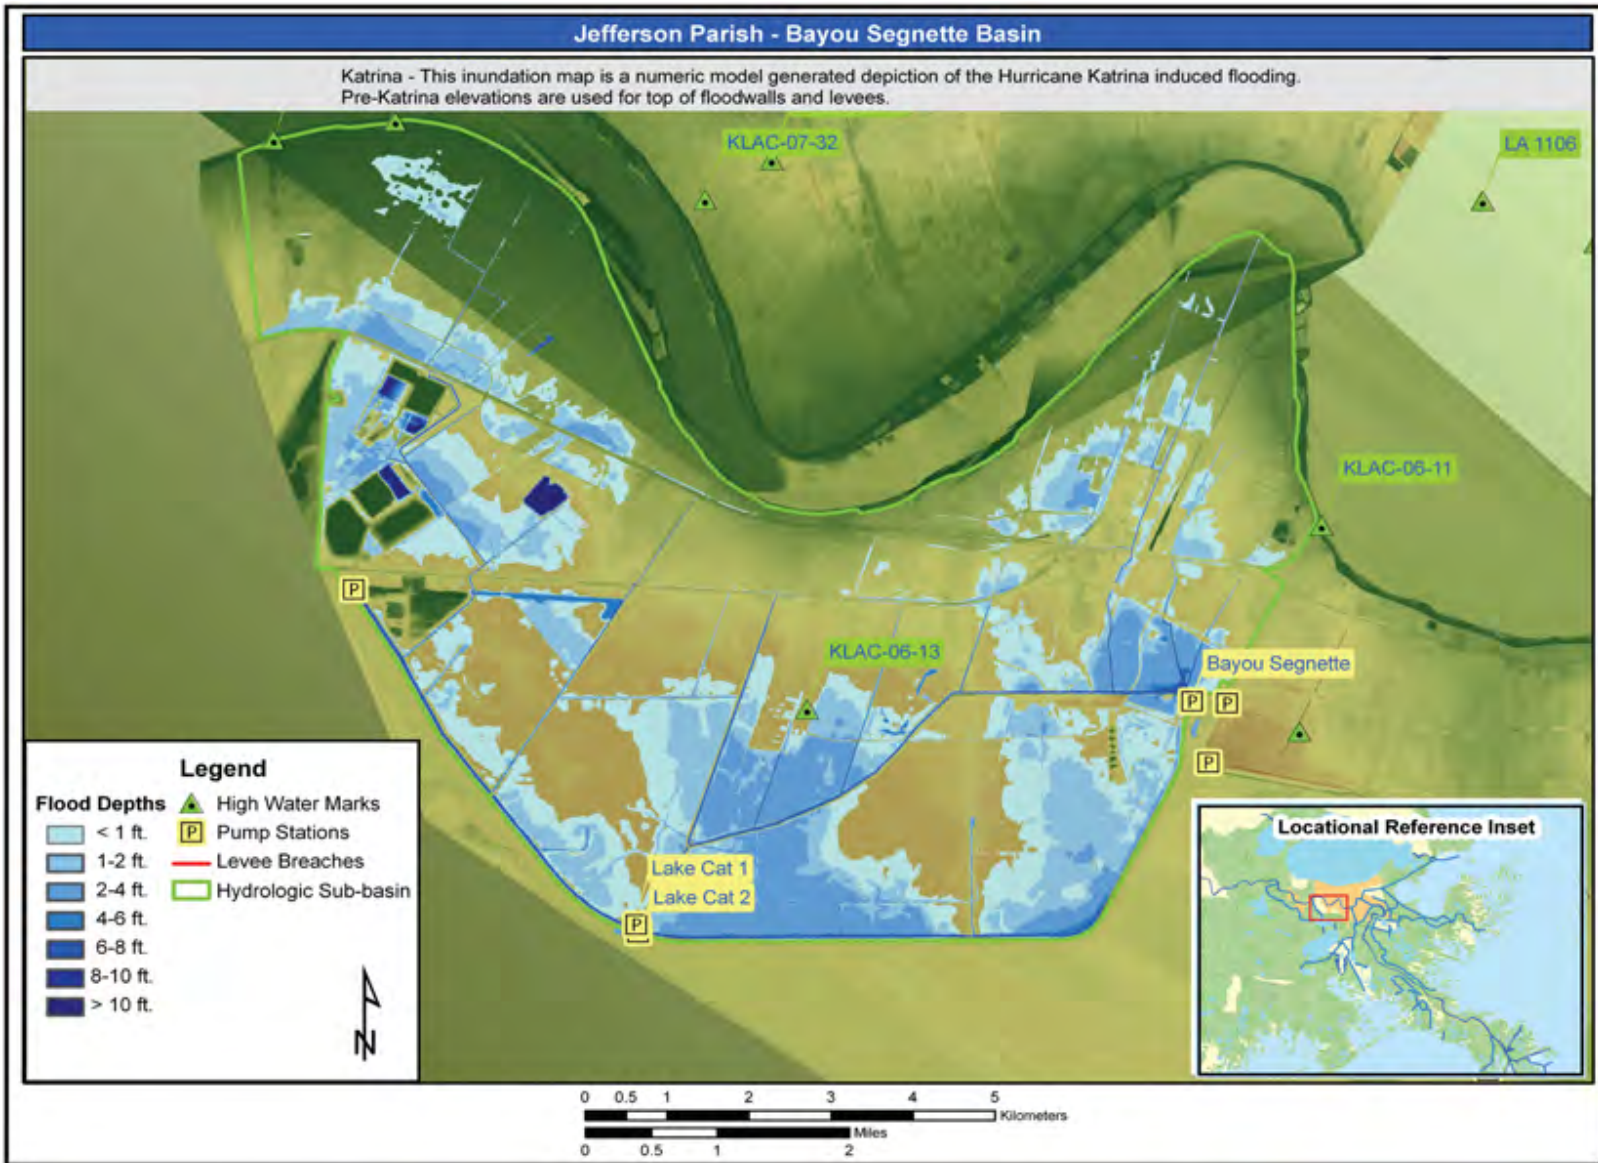 Jefferson Parish - Bayou Segnette Basin
Katrina - This inundation map is a numeric model generated depiction of the Hurricane Katrina induced flooding.
Pre-Katrina elevations are used for top of floodwalls and levees.
KLAC-07-32
LA 1106
KLAC-06-11
P
KLAC-06-13
Bayou Segnette
P P
P
Lake Cat 1
Lake Cat 2
P
Legend
Flood Depths
< 1 ft.
1-2 ft.
2-4 ft.
4-6 ft.
6-8 ft.
8-10 ft.
> 10 ft.
High Water Marks
P Pump Stations
Levee Breaches
Hydrologic Sub-basin
N
Locational Reference Inset
0 0.5 1 2 3 4 5
Kilometers
Miles
0 0.5 1 2